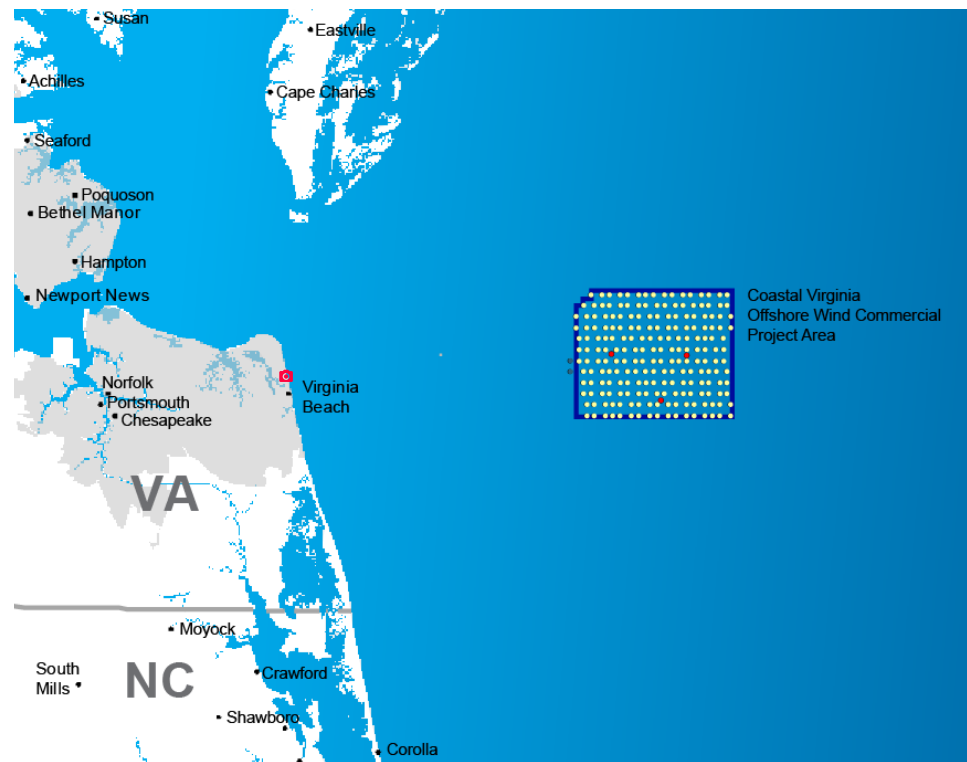 Susan
Eastville
Achilles
Cape Charles
Seaford
Poquoson
Bethel Manor
Hampton
Newport News
Coastal Virginia
Offshore Wind Commercial
Project Area
Norfolk
Virginia
Beach
Portsmouth
Chesapeake
VA
Moyock
South
Mills
NC
Crawford
Shawboro
Corolla